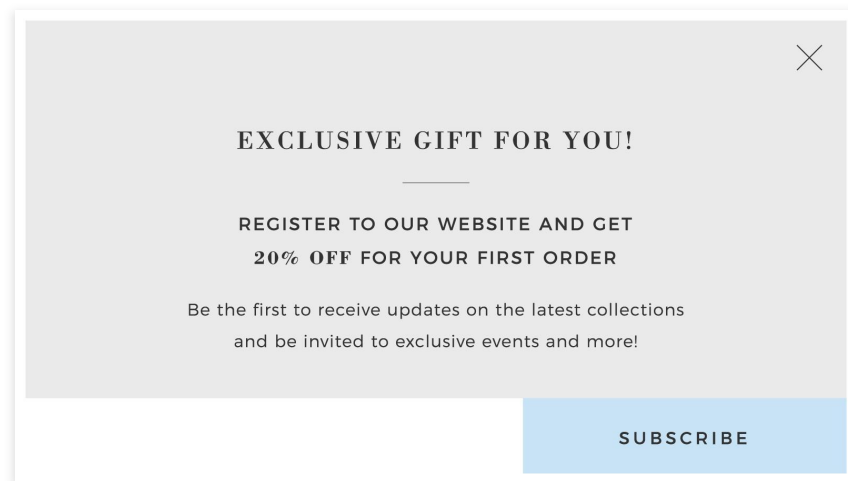 EXCLUSIVE GIFT FOR YOU!
REGISTER TO OUR WEBSITE AND GET
20% OFF FOR YOUR FIRST ORDER
Be the first to receive updates on the latest collections
and be invited to exclusive events and more!
SUBSCRIBE